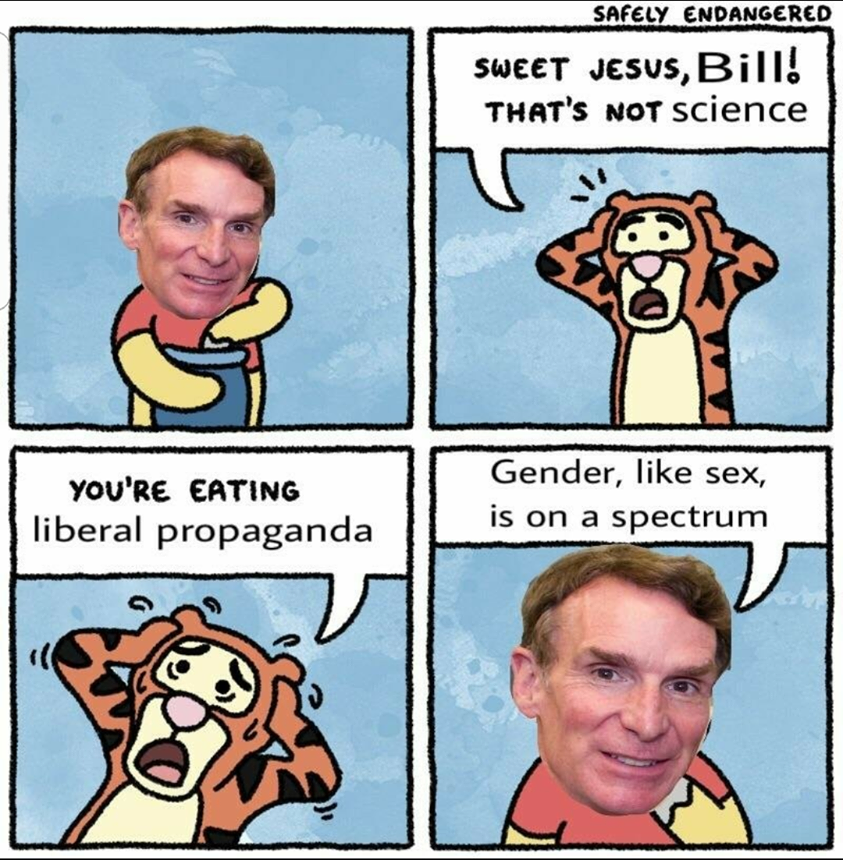 SAFELY ENDANGERED
SWEET JESUS, Bill!
THAT'S NOT science
YOU'RE EATING
liberal propaganda
Gender, like sex,
is on a spectrum